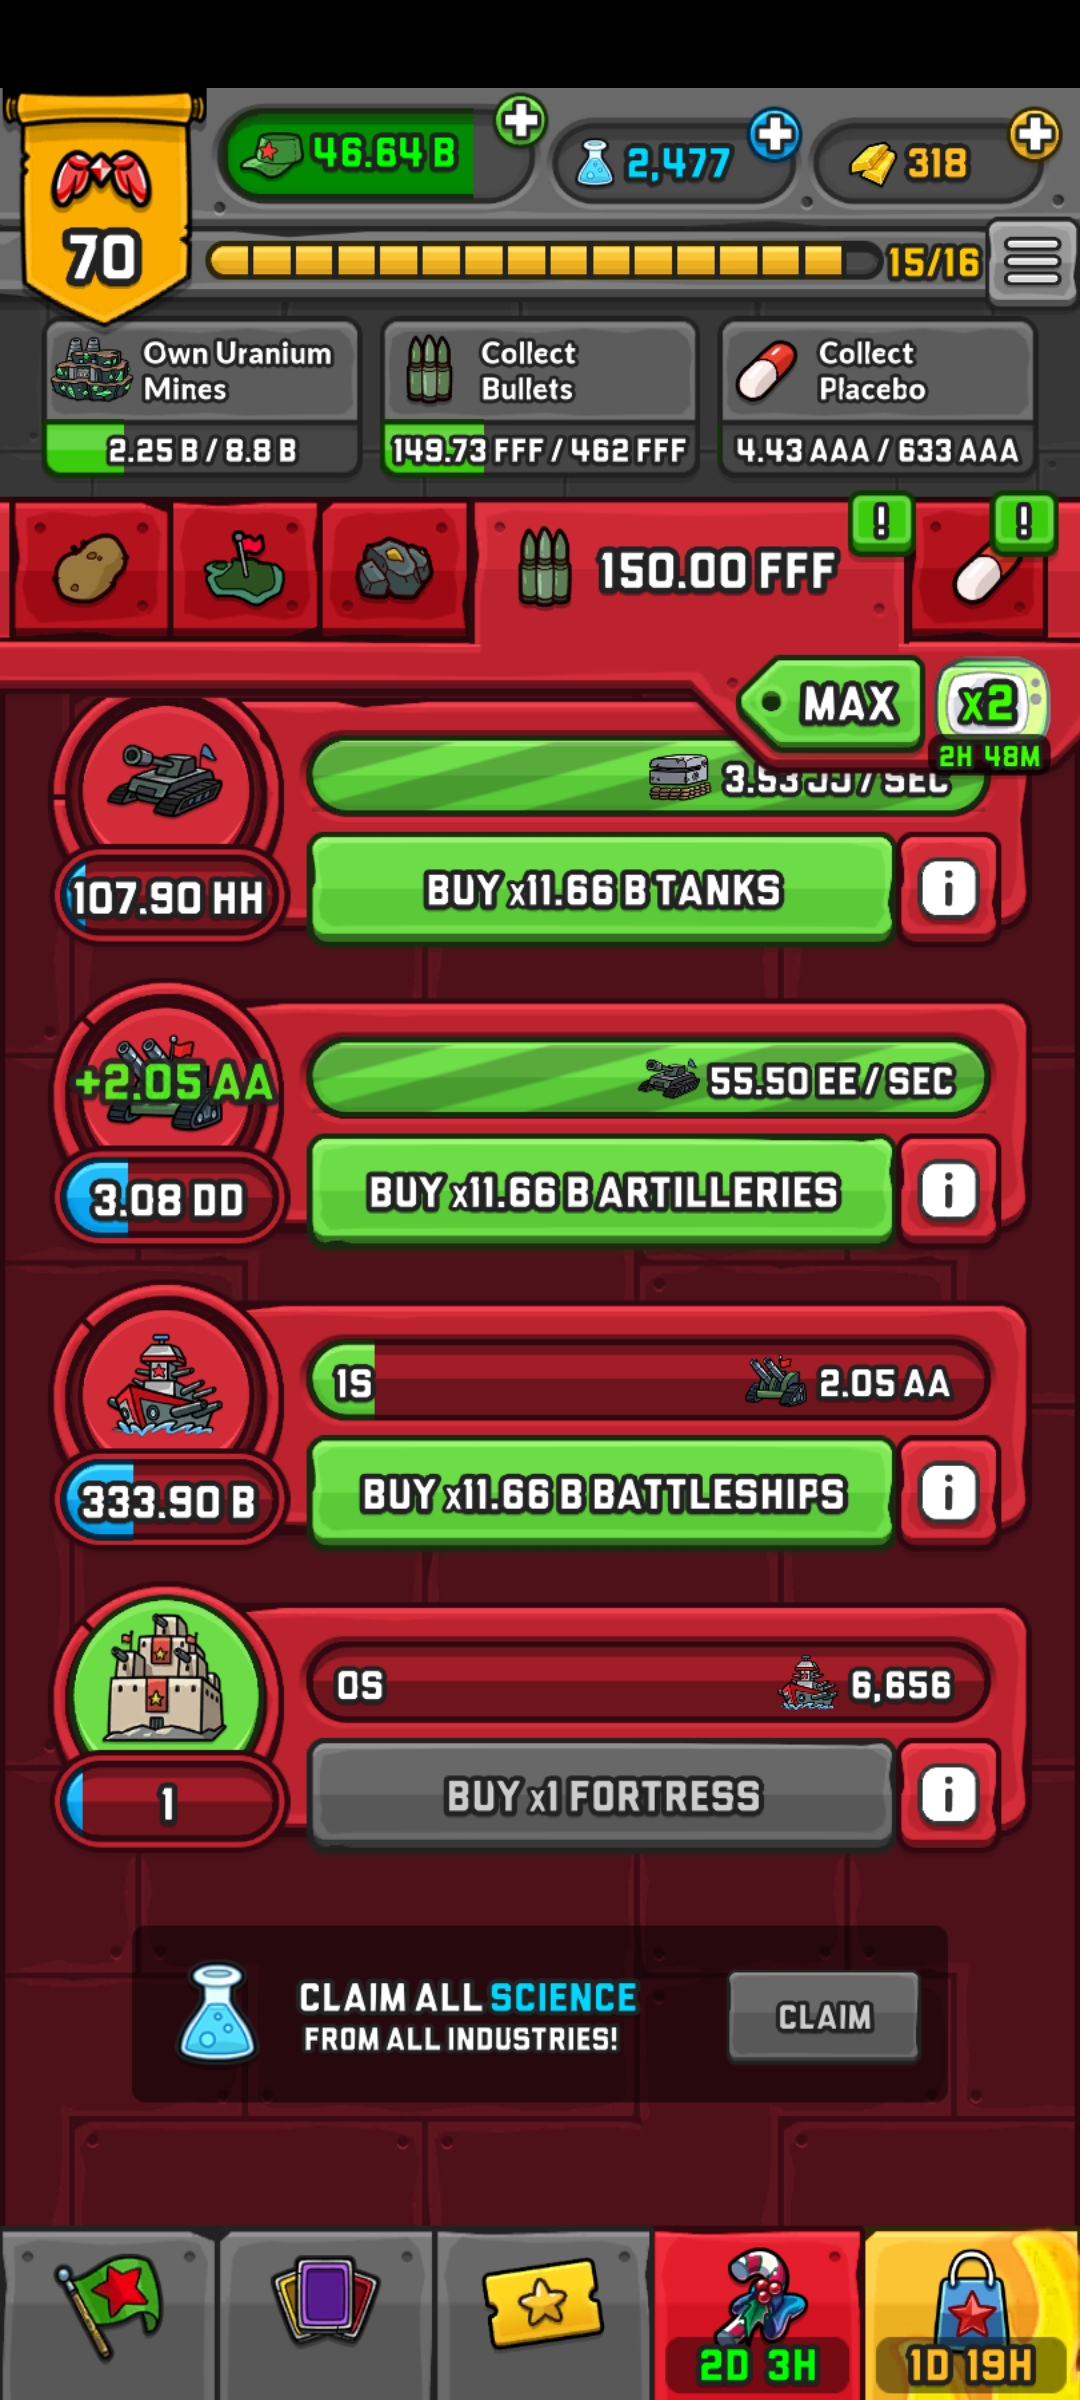 46.64 B
2,477
318
70
15/16
Own Uranium
Mines
2.25 B / 8.8 B
Collect
Bullets
149.73 FFF / 462 FFF
Collect
Placebo
4.43 AAA / 633 AAA
150.00 FFF
!
!
MAX
x2
2H 48M
3.53 JJ / SEC
107.90 HH
BUY x11.66 B TANKS
i
+2.05 AA
55.50 EE / SEC
3.08 DD
BUY x11.66 B ARTILLERIES
i
1S
2.05 AA
333.90 B
BUY x11.66 B BATTLESHIPS
i
0S
6,656
1
BUY x1 FORTRESS
i
CLAIM ALL SCIENCE
FROM ALL INDUSTRIES!
CLAIM
2D 3H
1D 19H